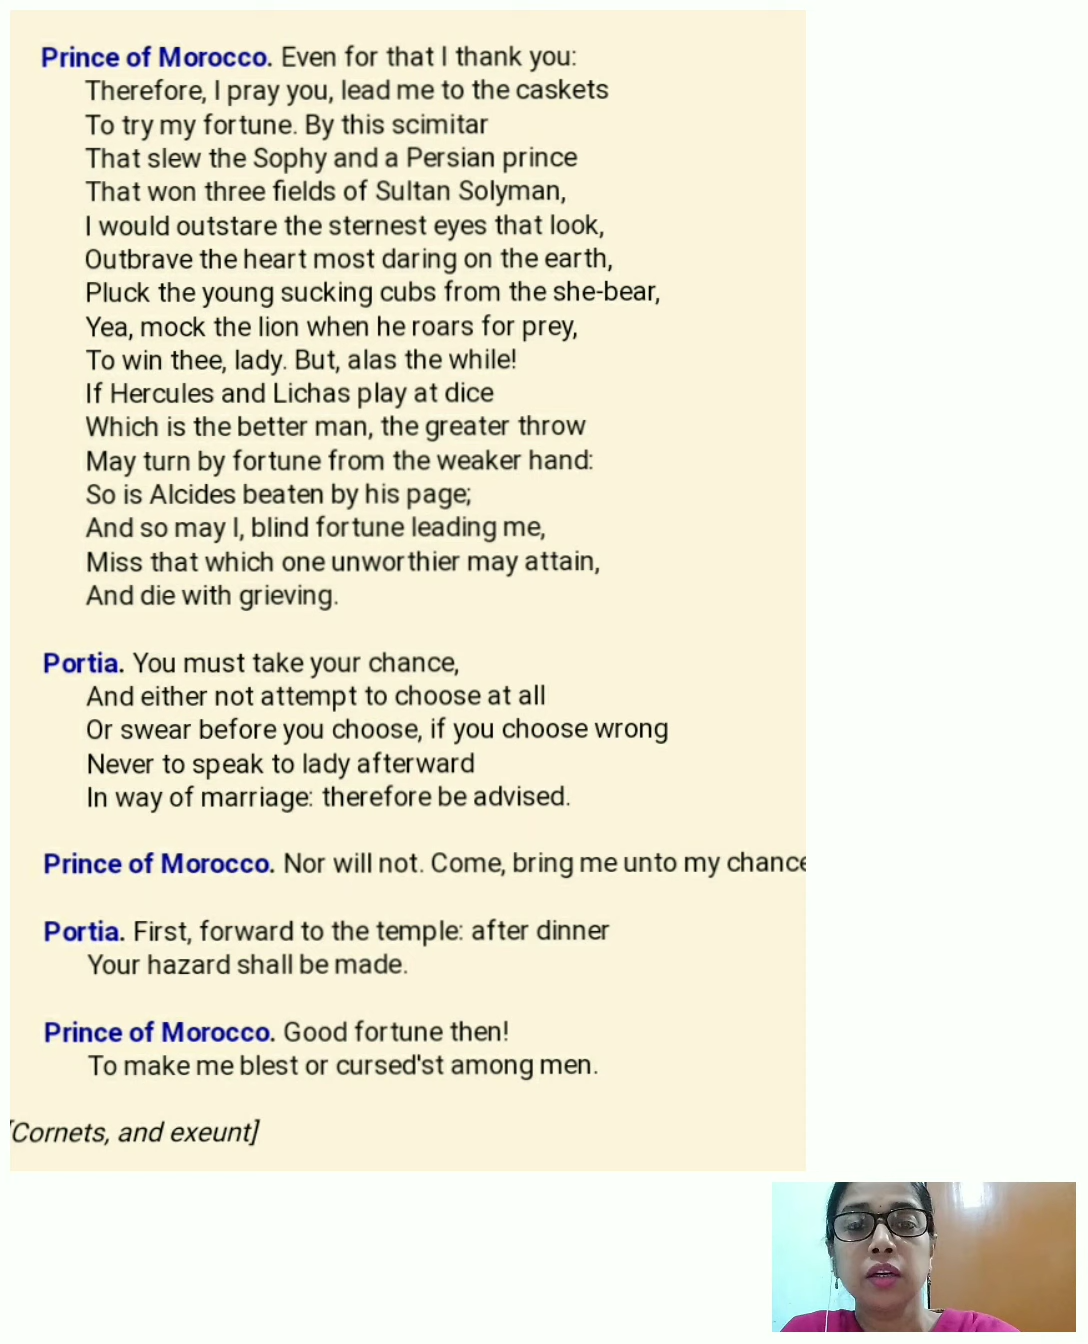 Prince of Morocco. Even for that I thank you:
Therefore, I pray you, lead me to the caskets
To try my fortune. By this scimitar
That slew the Sophy and a Persian prince
That won three fields of Sultan Solyman,
I would outstare the sternest eyes that look,
Outbrave the heart most daring on the earth,
Pluck the young sucking cubs from the she-bear,
Yea, mock the lion when he roars for prey,
To win thee, lady. But, alas the while!
If Hercules and Lichas play at dice
Which is the better man, the greater throw
May turn by fortune from the weaker hand:
So is Alcides beaten by his page;
And so may I, blind fortune leading me,
Miss that which one unworthier may attain,
And die with grieving.
Portia. You must take your chance,
And either not attempt to choose at all
Or swear before you choose, if you choose wrong
Never to speak to lady afterward
In way of marriage: therefore be advised.
Prince of Morocco. Nor will not. Come, bring me unto my chance
Portia. First, forward to the temple: after dinner
Your hazard shall be made.
Prince of Morocco. Good fortune then!
To make me blest or cursed'st among men.
[Cornets, and exeunt]